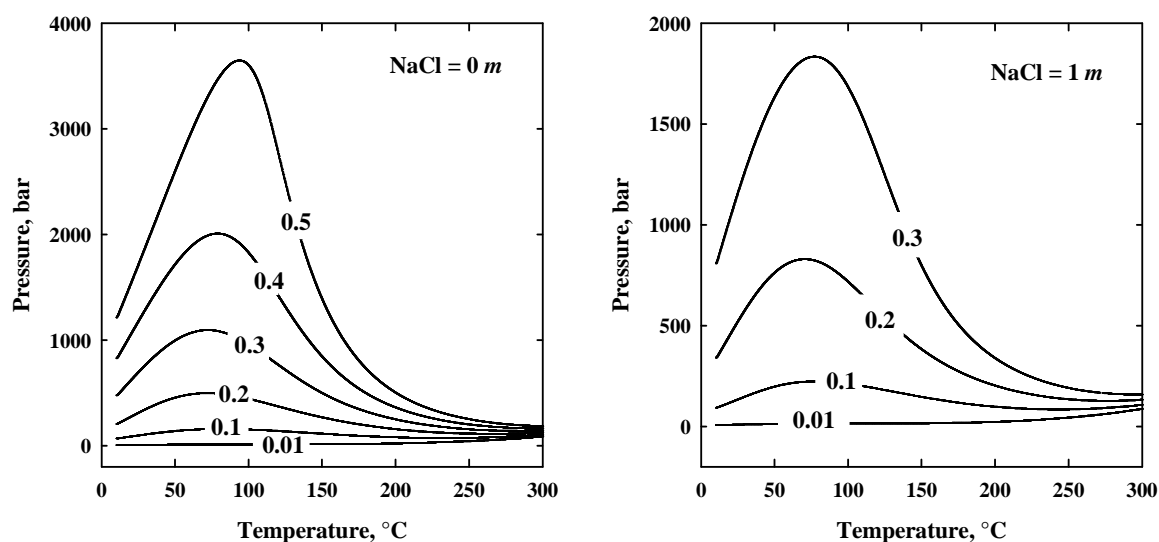 4000
3000
2000
1000
0
Pressure, bar
NaCl = 0 m
0.5
0.4
0.3
0.2
0.1
0.01
0 50 100 150 200 250 300
Temperature, °C
2000
1500
1000
500
0
Pressure, bar
NaCl = 1 m
0.3
0.2
0.1
0.01
0 50 100 150 200 250 300
Temperature, °C